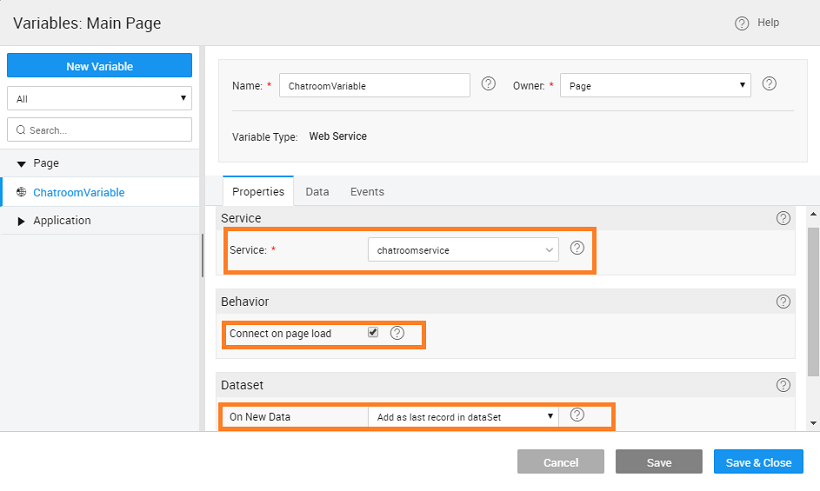 Variables: Main Page
Help
New Variable
All
Search...
Page
ChatroomVariable
Application
Name: * ChatroomVariable
Owner: * Page
Variable Type: Web Service
Properties Data Events
Service
Service: * chatroomservice
Behavior
Connect on page load
Dataset
On New Data Add as last record in dataSet
Cancel Save Save & Close